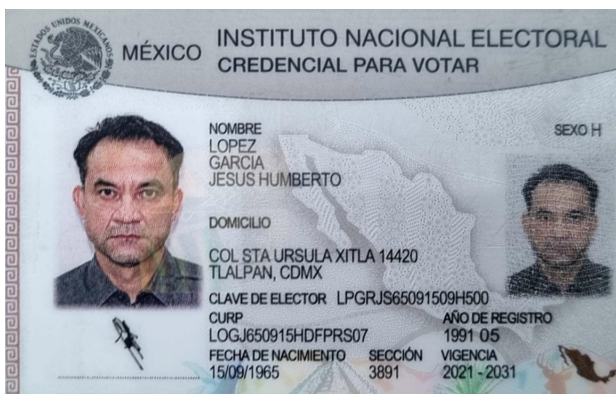 ESTADOS UNIDOS MEXICANOS
MÉXICO INSTITUTO NACIONAL ELECTORAL
CREDENCIAL PARA VOTAR
NOMBRE SEXO H
LOPEZ
GARCIA
JESUS HUMBERTO
DOMICILIO
COL STA URSULA XITLA 14420
TLALPAN, CDMX
CLAVE DE ELECTOR LPGRJS65091509H500
CURP AÑO DE REGISTRO
LOGJ650915HDFPRS07 1991 05
FECHA DE NACIMIENTO SECCIÓN VIGENCIA
15/09/1965 3891 2021 - 2031